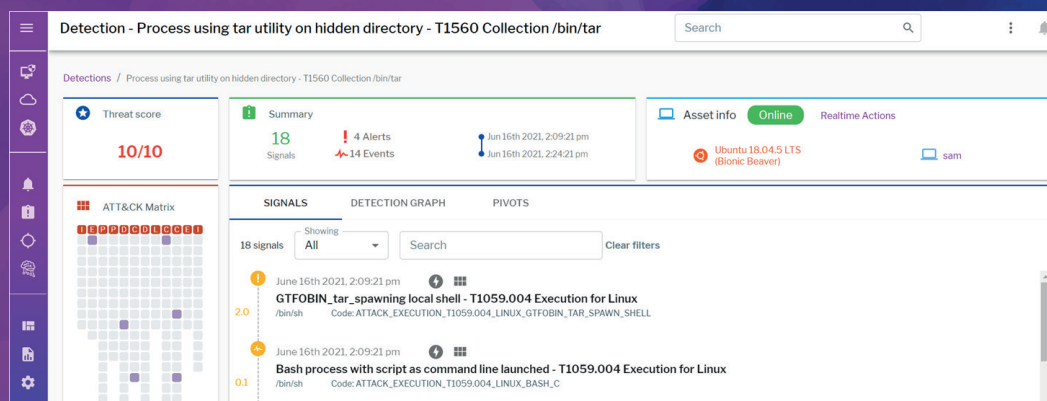 Detection - Process using tar utility on hidden directory - T1560 Collection /bin/tar
Search
Detections / Process using tar utility on hidden directory - T1560 Collection /bin/tar
Threat score
10/10
Summary
18
Signals
4 Alerts
14 Events
Jun 16th 2021, 2:09:21 pm
Jun 16th 2021, 2:24:21 pm
Asset info
Online
Realtime Actions
Ubuntu 18.04.5 LTS
(Bionic Beaver)
sam
ATT&CK Matrix
I E P P D C D L C C E I
SIGNALS
DETECTION GRAPH
PIVOTS
18 signals
Showing
All
Search
Clear filters
June 16th 2021, 2:09:21 pm
GTFOBIN_tar_spawning local shell - T1059.004 Execution for Linux
2.0
/bin/sh Code: ATTACK_EXECUTION_T1059.004_LINUX_GTFOBIN_TAR_SPAWN_SHELL
June 16th 2021, 2:09:21 pm
Bash process with script as command line launched - T1059.004 Execution for Linux
0.1
/bin/sh Code: ATTACK_EXECUTION_T1059.004_LINUX_BASH_C